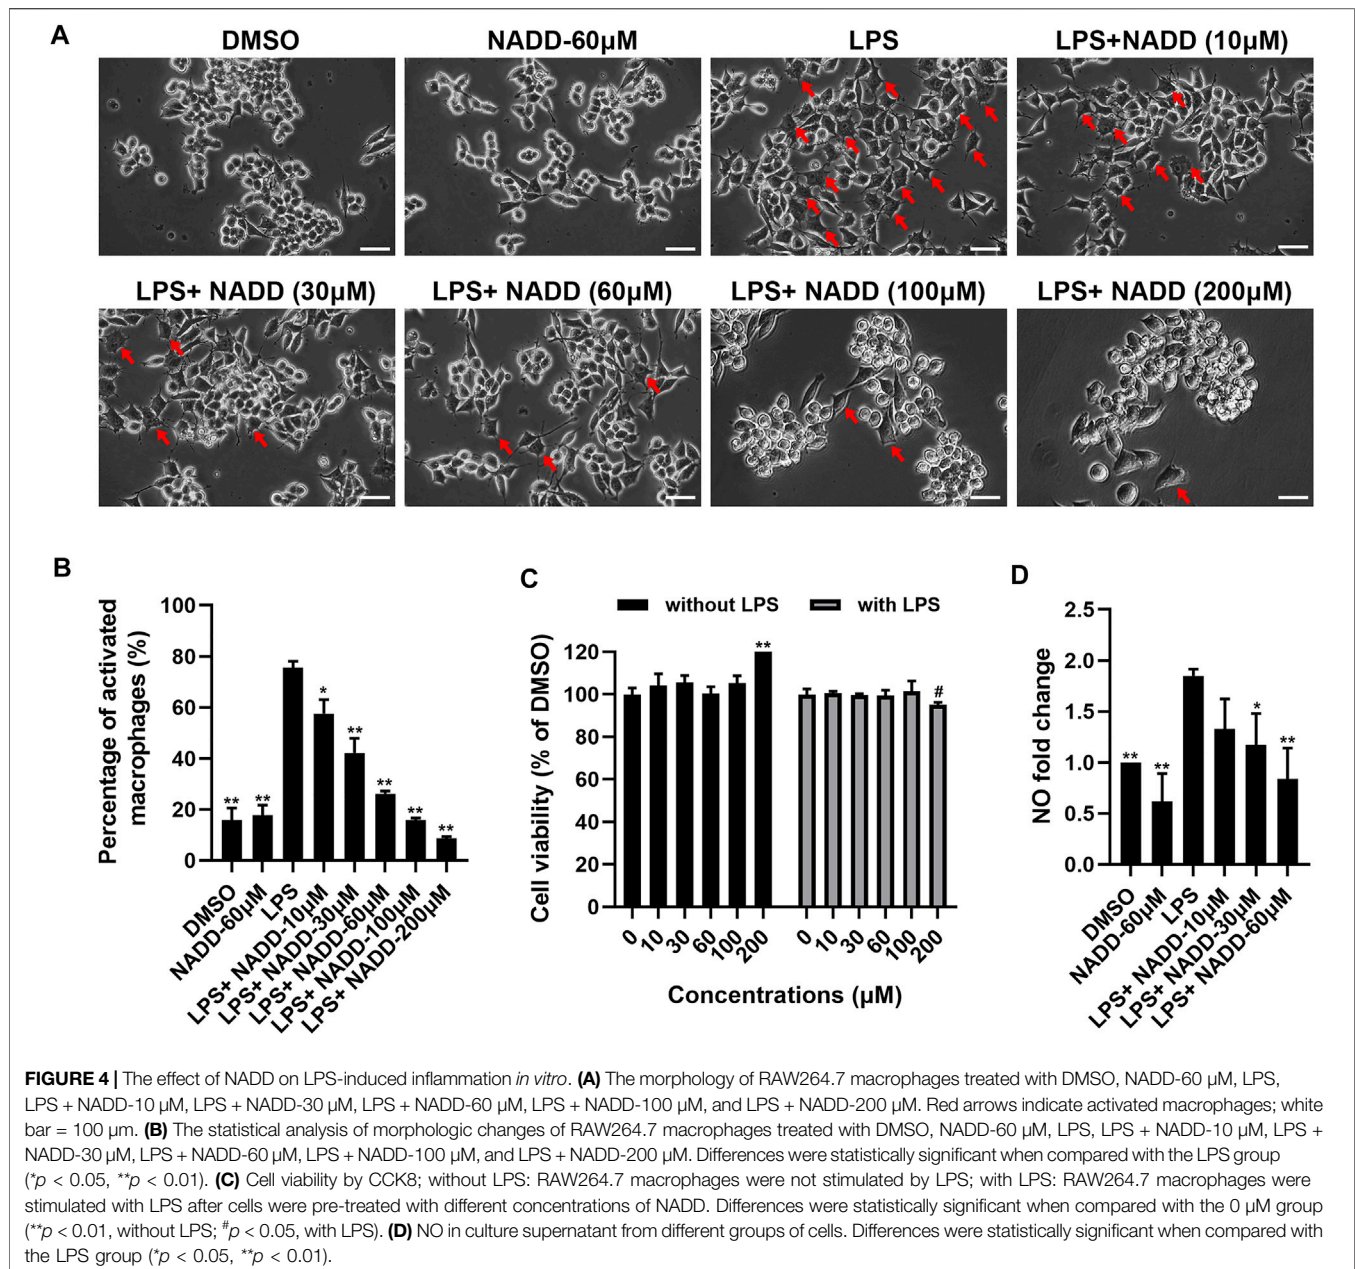 A
DMSO
NADD-60µM
LPS
LPS+NADD (10µM)
LPS+ NADD (30µM)
LPS+ NADD (60µM)
LPS+ NADD (100µM)
LPS+ NADD (200µM)
B
Percentage of activated
macrophages (%)
100
80
60
40
20
0
**
**
*
**
**
**
**
DMSO
NADD-60µM
LPS
LPS+ NADD-10µM
LPS+ NADD-30µM
LPS+ NADD-60µM
LPS+ NADD-100µM
LPS+ NADD-200µM
C
without LPS
with LPS
Cell viability (% of DMSO)
120
100
80
60
40
20
0
**
#
0
10
30
60
100
200
0
10
30
60
100
200
Concentrations (µM)
D
NO fold change
2.5
2.0
1.5
1.0
0.5
0.0
**
**
*
**
DMSO
NADD-60µM
LPS
LPS+ NADD-10µM
LPS+ NADD-30µM
LPS+ NADD-60µM
FIGURE 4 | The effect of NADD on LPS-induced inflammation in vitro. (A) The morphology of RAW264.7 macrophages treated with DMSO, NADD-60 µM, LPS,
LPS + NADD-10 µM, LPS + NADD-30 µM, LPS + NADD-60 µM, LPS + NADD-100 µM, and LPS + NADD-200 µM. Red arrows indicate activated macrophages; white
bar = 100 µm. (B) The statistical analysis of morphologic changes of RAW264.7 macrophages treated with DMSO, NADD-60 µM, LPS, LPS + NADD-10 µM, LPS +
NADD-30 µM, LPS + NADD-60 µM, LPS + NADD-100 µM, and LPS + NADD-200 µM. Differences were statistically significant when compared with the LPS group
(*p < 0.05, **p < 0.01). (C) Cell viability by CCK8; without LPS: RAW264.7 macrophages were not stimulated by LPS; with LPS: RAW264.7 macrophages were
stimulated with LPS after cells were pre-treated with different concentrations of NADD. Differences were statistically significant when compared with the 0 µM group
(**p < 0.01, without LPS; #p < 0.05, with LPS). (D) NO in culture supernatant from different groups of cells. Differences were statistically significant when compared with
the LPS group (*p < 0.05, **p < 0.01).